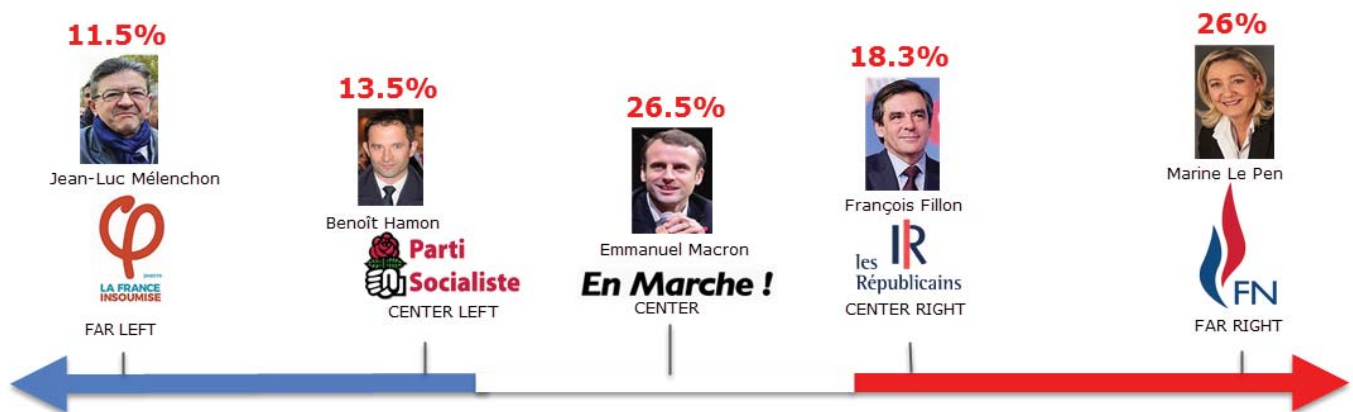 11.5%
Jean-Luc Mélenchon
LA FRANCE
INSOUMISE
FAR LEFT
13.5%
Benoît Hamon
Parti
Socialiste
CENTER LEFT
26.5%
Emmanuel Macron
En Marche !
CENTER
18.3%
François Fillon
les
Républicains
CENTER RIGHT
26%
Marine Le Pen
FN
FAR RIGHT